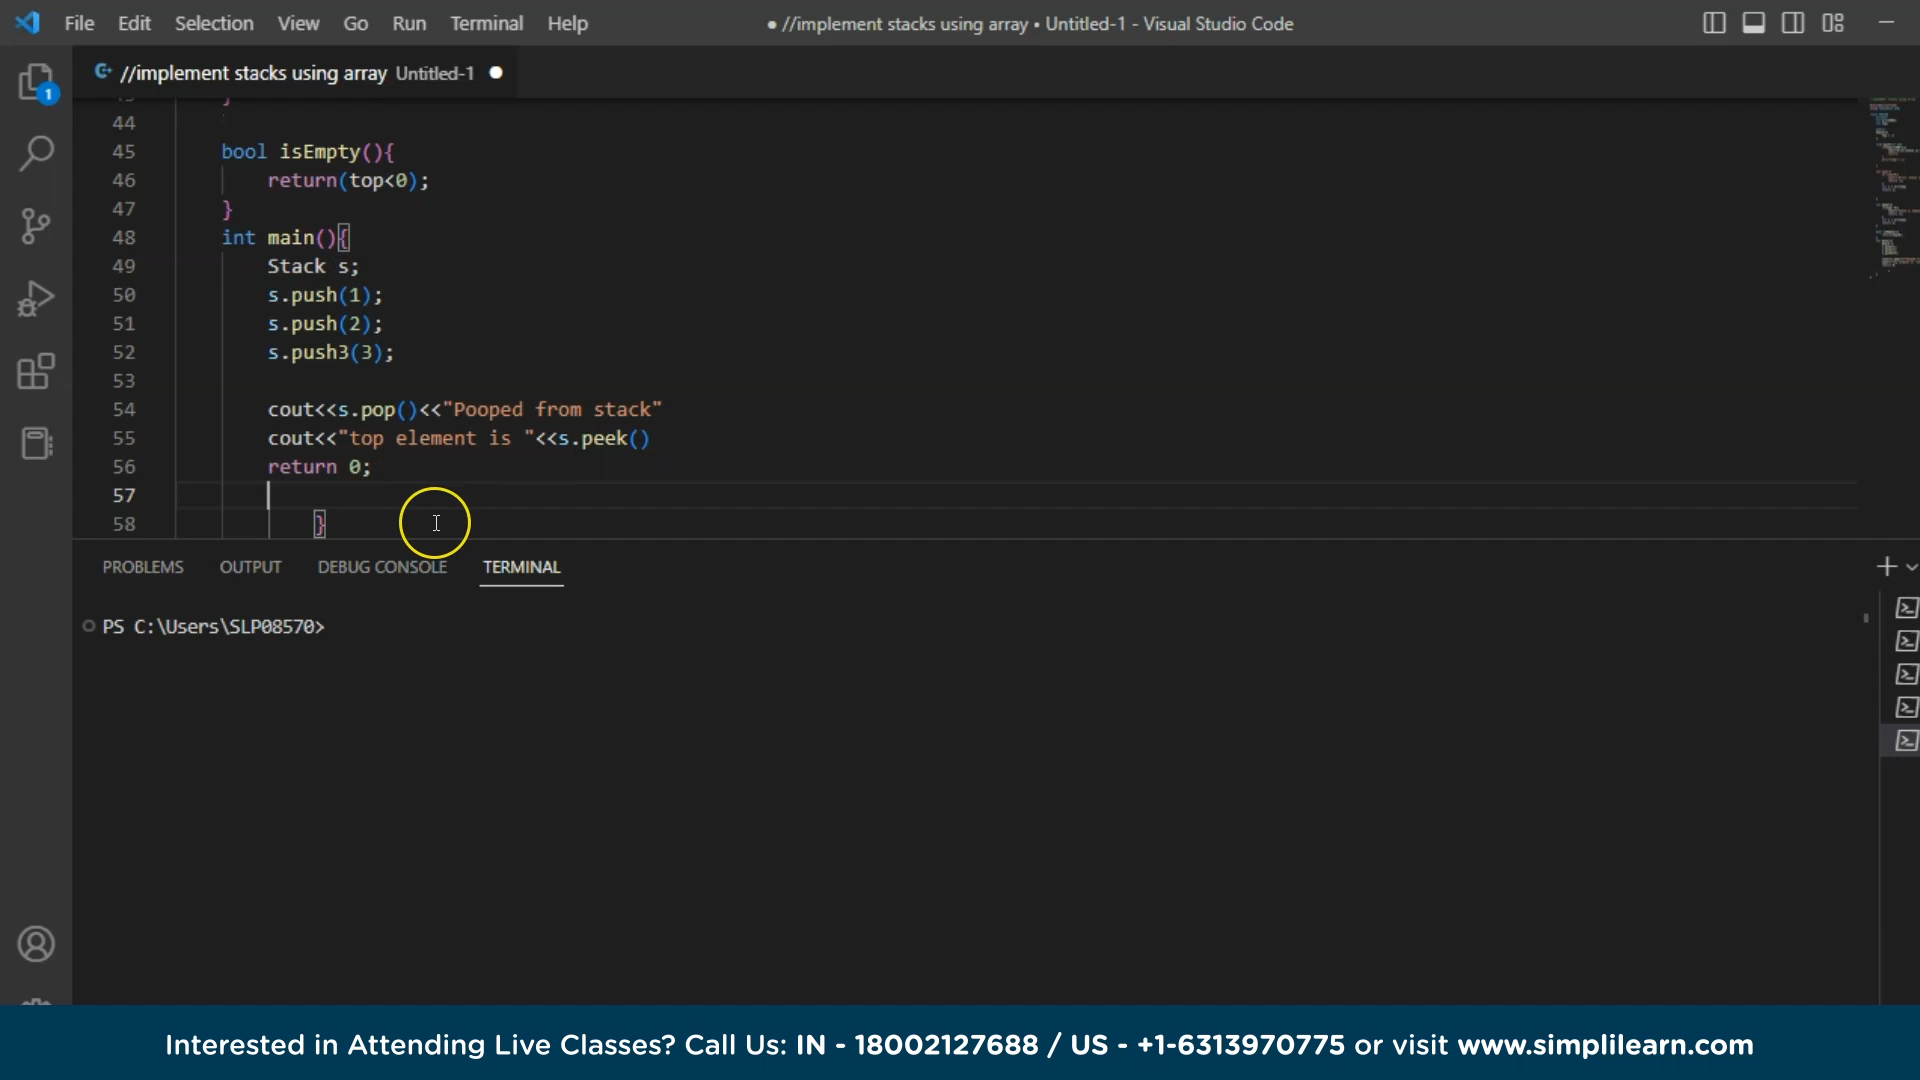 File Edit Selection View Go Run Terminal Help
● //implement stacks using array • Untitled-1 - Visual Studio Code
//implement stacks using array Untitled-1
1
44
45 bool isEmpty(){
46 return(top<0);
47 }
48 int main(){
49 Stack s;
50 s.push(1);
51 s.push(2);
52 s.push3(3);
53
54 cout<<s.pop()<<"Pooped from stack"
55 cout<<"top element is "<<s.peek()
56 return 0;
57
58 }
PROBLEMS OUTPUT DEBUG CONSOLE TERMINAL
PS C:\Users\SLP08570>
Interested in Attending Live Classes? Call Us: IN - 18002127688 / US - +1-6313970775 or visit www.simplilearn.com